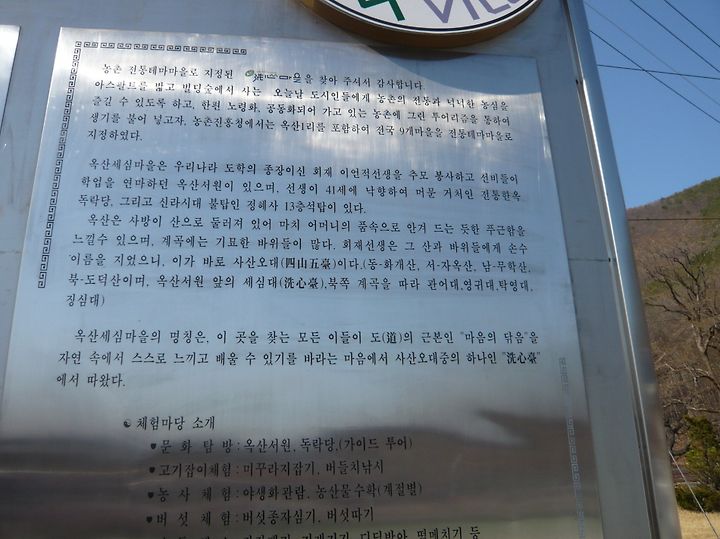 농촌 전통테마마을로 지정된 洗心마을을 찾아 주셔서 감사합니다.
아스팔트를 밟고 빌딩숲에서 사는 오늘날 도시인들에게 농촌의 전통과 넉넉한 농심을
즐길 수 있도록 하고, 한편 노령화, 공동화되어 가고 있는 농촌에 그린 투어리즘을 통하여
생기를 불어 넣고자, 농촌진흥청에서는 옥산1리를 포함하여 전국 9개마을을 전통테마마을로
지정하였다.
옥산세심마을은 우리나라 도학의 종장이신 회재 이언적선생을 추모 봉사하고 선비들이
학업을 연마하던 옥산서원이 있으며, 선생이 41세에 낙향하여 머문 거처인 전통한옥
독락당, 그리고 신라시대 불탑인 정혜사 13층석탑이 있다.
옥산은 사방이 산으로 둘러져 있어 마치 어머니의 품속으로 안겨 드는 듯한 푸근함을
느낄수 있으며, 계곡에는 기묘한 바위들이 많다. 회재선생은 그 산과 바위들에게 손수
이름을 지었으니, 이가 바로 사산오대(四山五臺)이다.(동-화개산, 서-자옥산, 남-무학산,
북-도덕산이며, 옥산서원 앞의 세심대(洗心臺),북쪽 계곡을 따라 관어대,영귀대,탁영대,
징심대)
옥산세심마을의 명칭은, 이 곳을 찾는 모든 이들이 도(道)의 근본인 "마음의 닦음"을
자연 속에서 스스로 느끼고 배울 수 있기를 바라는 마음에서 사산오대중의 하나인 "洗心臺"
에서 따왔다.
체험마당 소개
문 화 탐 방 : 옥산서원, 독락당.(가이드 투어)
고기잡이체험 : 미꾸라지잡기, 버들치낚시
농 사 체 험 : 야생화관람, 농산물수확(계절별)
버 섯 체 험 : 버섯종자심기, 버섯따기
디딜방아, 떡메치기 등